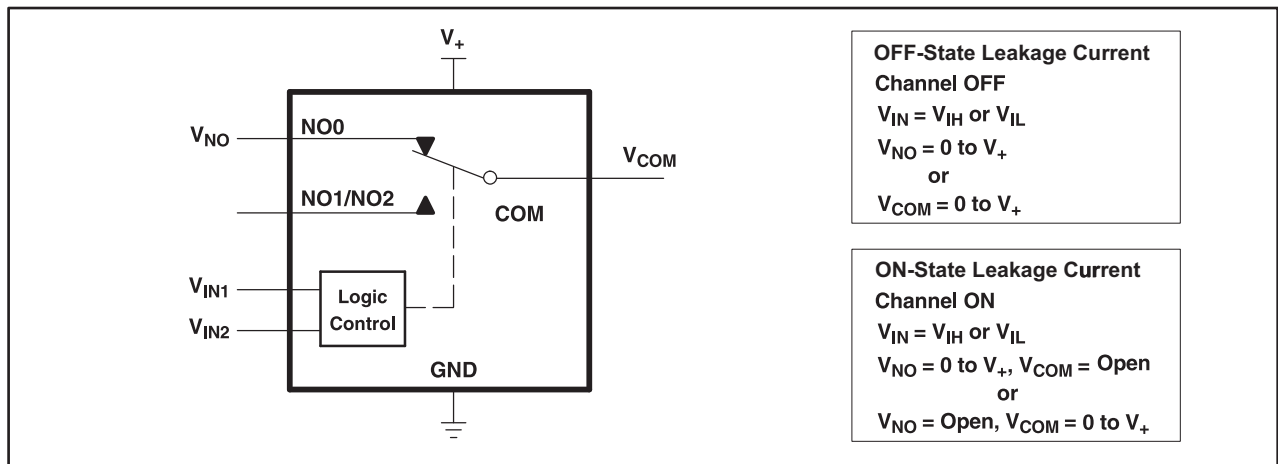 V+
NO0
VNO
VCOM
NO1/NO2
COM
VIN1
VIN2
Logic
Control
GND
OFF-State Leakage Current
Channel OFF
VIN = VIH or VIL
VNO = 0 to V+
or
VCOM = 0 to V+
ON-State Leakage Current
Channel ON
VIN = VIH or VIL
VNO = 0 to V+, VCOM = Open
or
VNO = Open, VCOM = 0 to V+